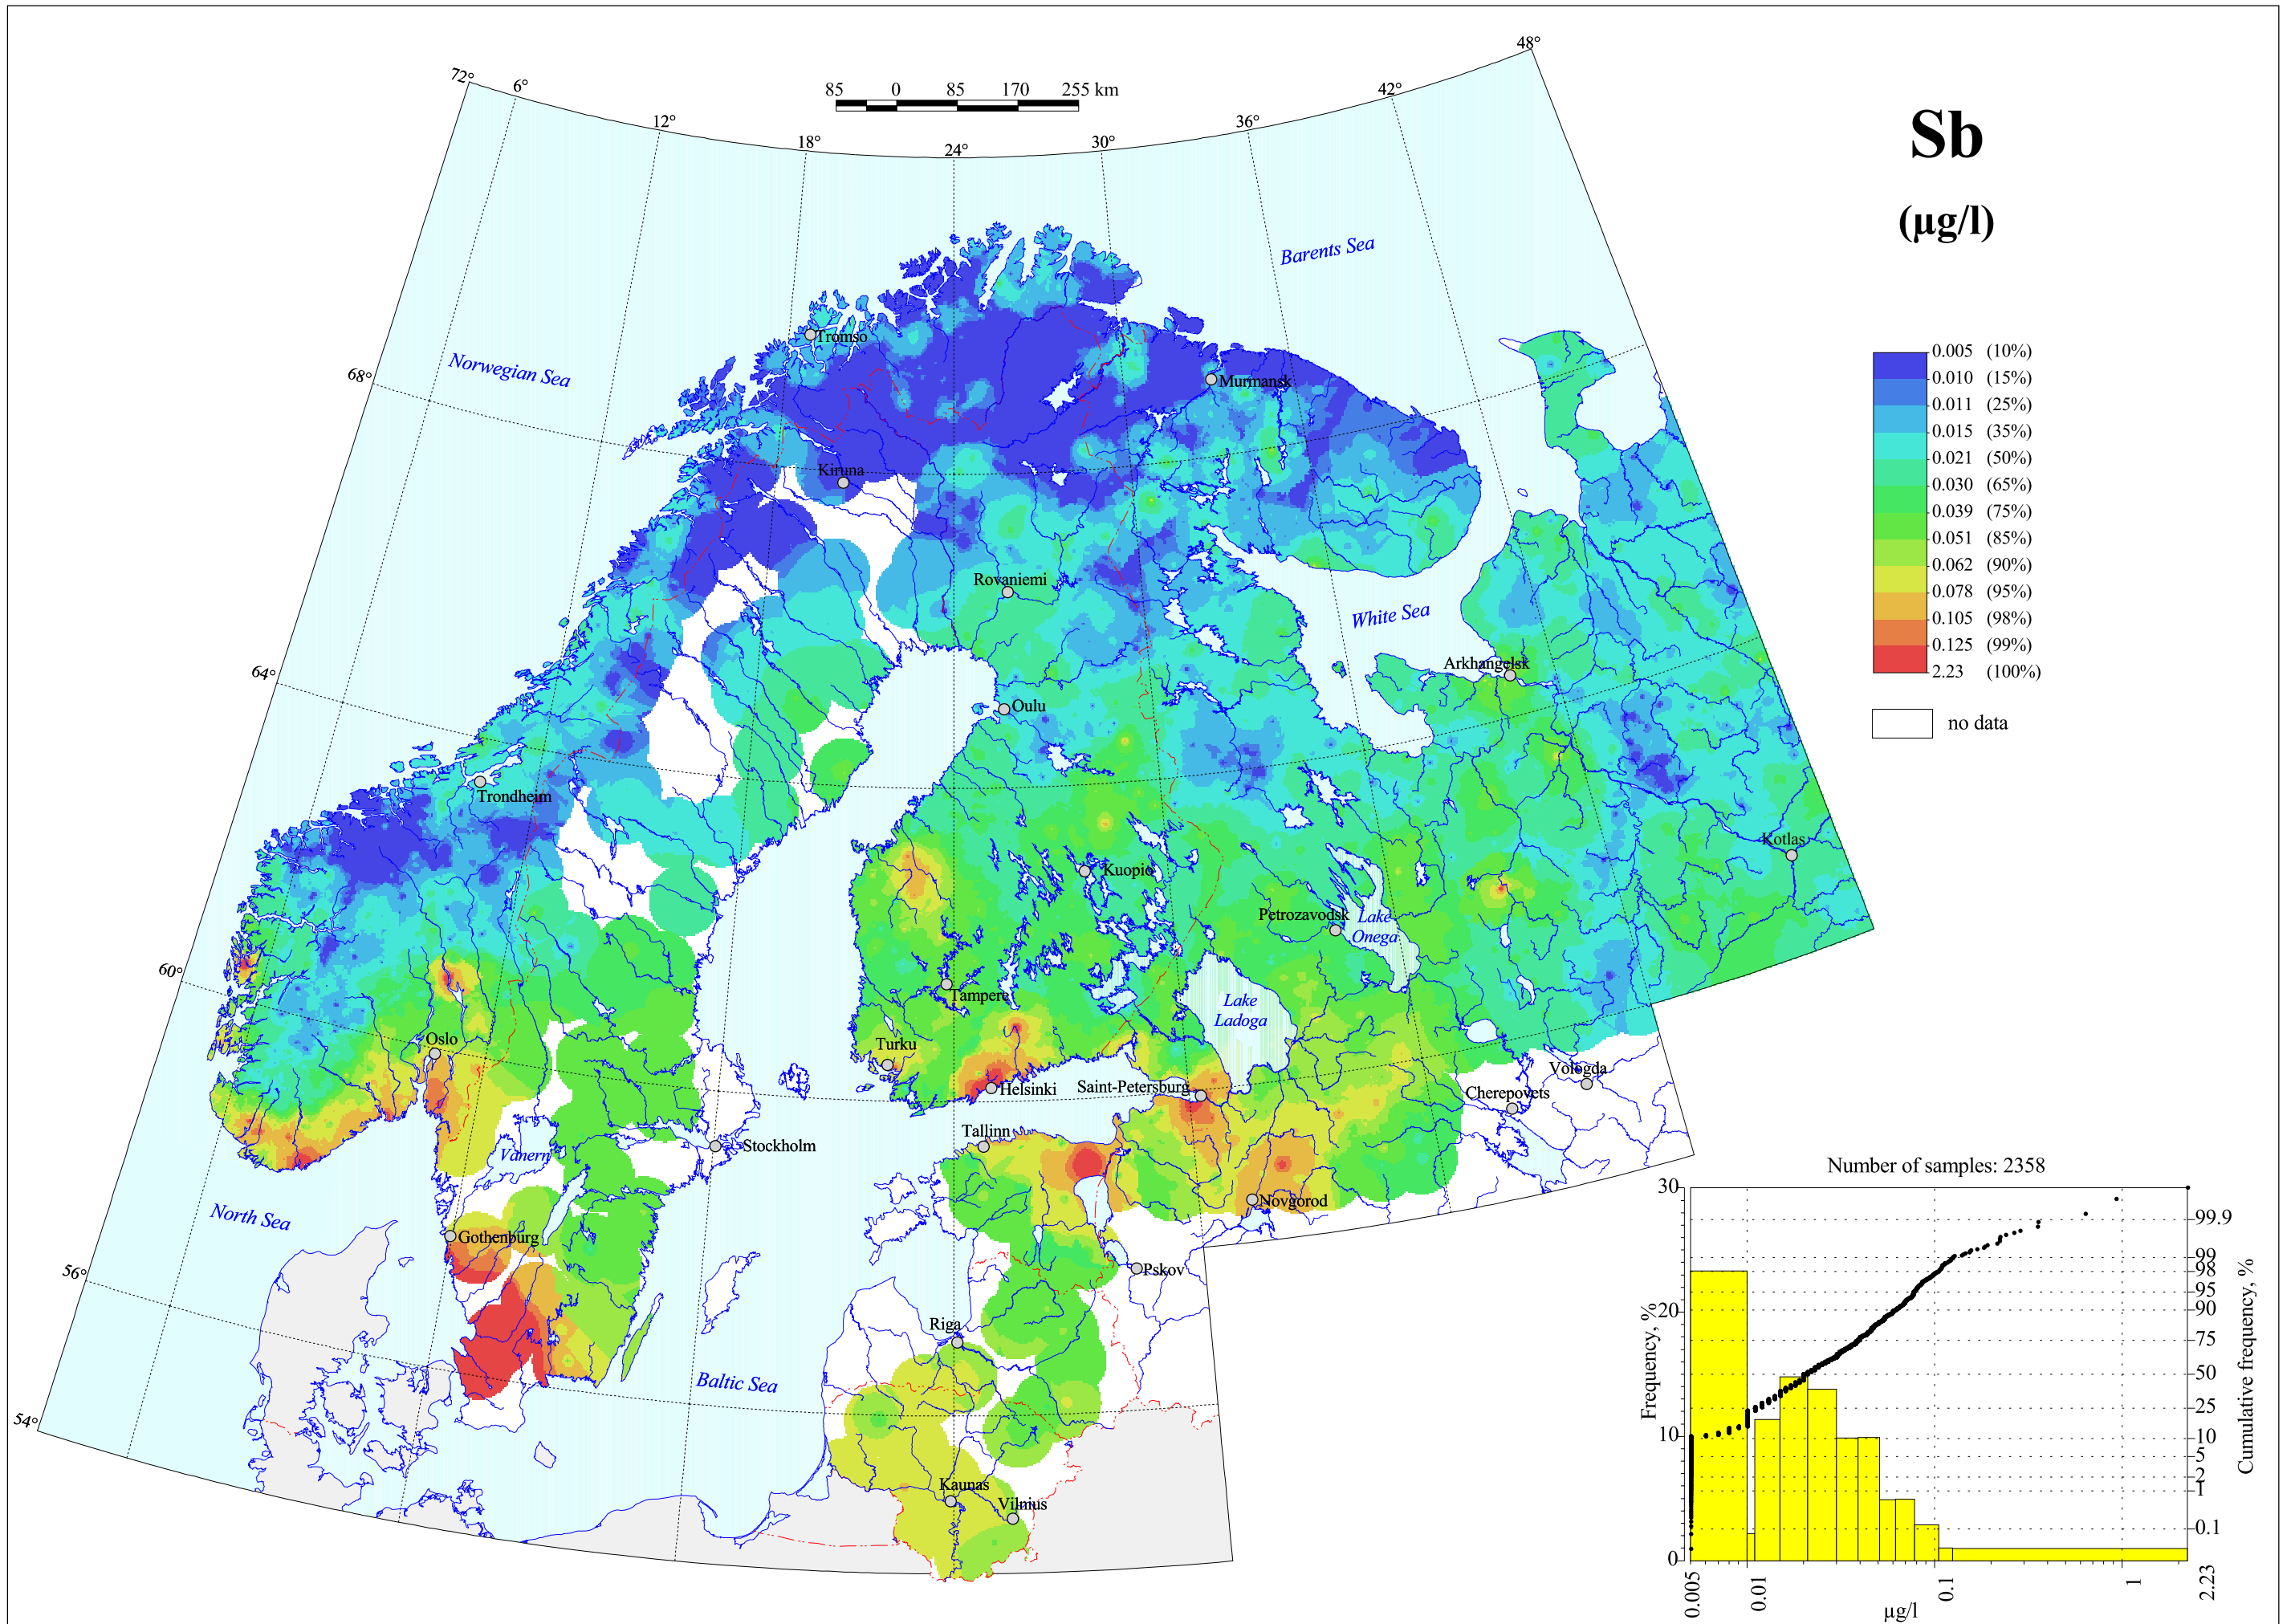 48°
72°
6°
42°
85 0 85 170 255 km
12°
36°
18°
24°
30°
Sb
(µg/l)
Barents Sea
Tromso
Norwegian Sea
68°
Murmansk
Kiruna
0.005 (10%)
0.010 (15%)
0.011 (25%)
0.015 (35%)
0.021 (50%)
0.030 (65%)
0.039 (75%)
0.051 (85%)
0.062 (90%)
0.078 (95%)
0.105 (98%)
0.125 (99%)
2.23 (100%)
no data
Rovaniemi
White Sea
Arkhangelsk
64°
Oulu
Trondheim
Kotlas
Kuopio
Petrozavodsk
Lake
Onega
60°
Tampere
Lake
Ladoga
Oslo
Turku
Helsinki
Saint-Petersburg
Vologda
Cherepovets
Tallinn
Stockholm
Vänern
Novgorod
North Sea
Gothenburg
Pskov
56°
Riga
Baltic Sea
54°
Kaunas
Vilnius
Number of samples: 2358
30
20
10
0
Frequency, %
99.9
99
98
95
90
75
50
25
10
5
2
1
0.1
Cumulative frequency, %
0.005
0.01
0.1
1
2.23
µg/l